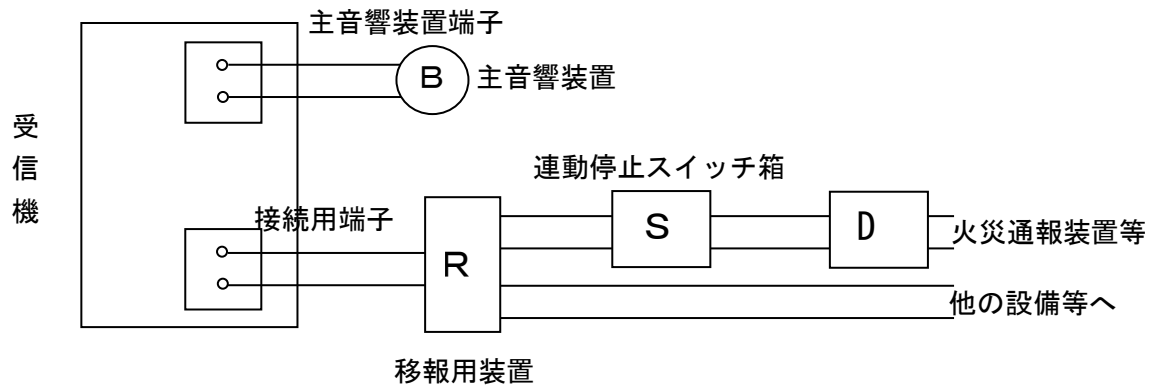 主音響装置端子
B
主音響装置
受信機
連動停止スイッチ箱
接続用端子
R
S
D
火災通報装置等
他の設備等へ
移報用装置